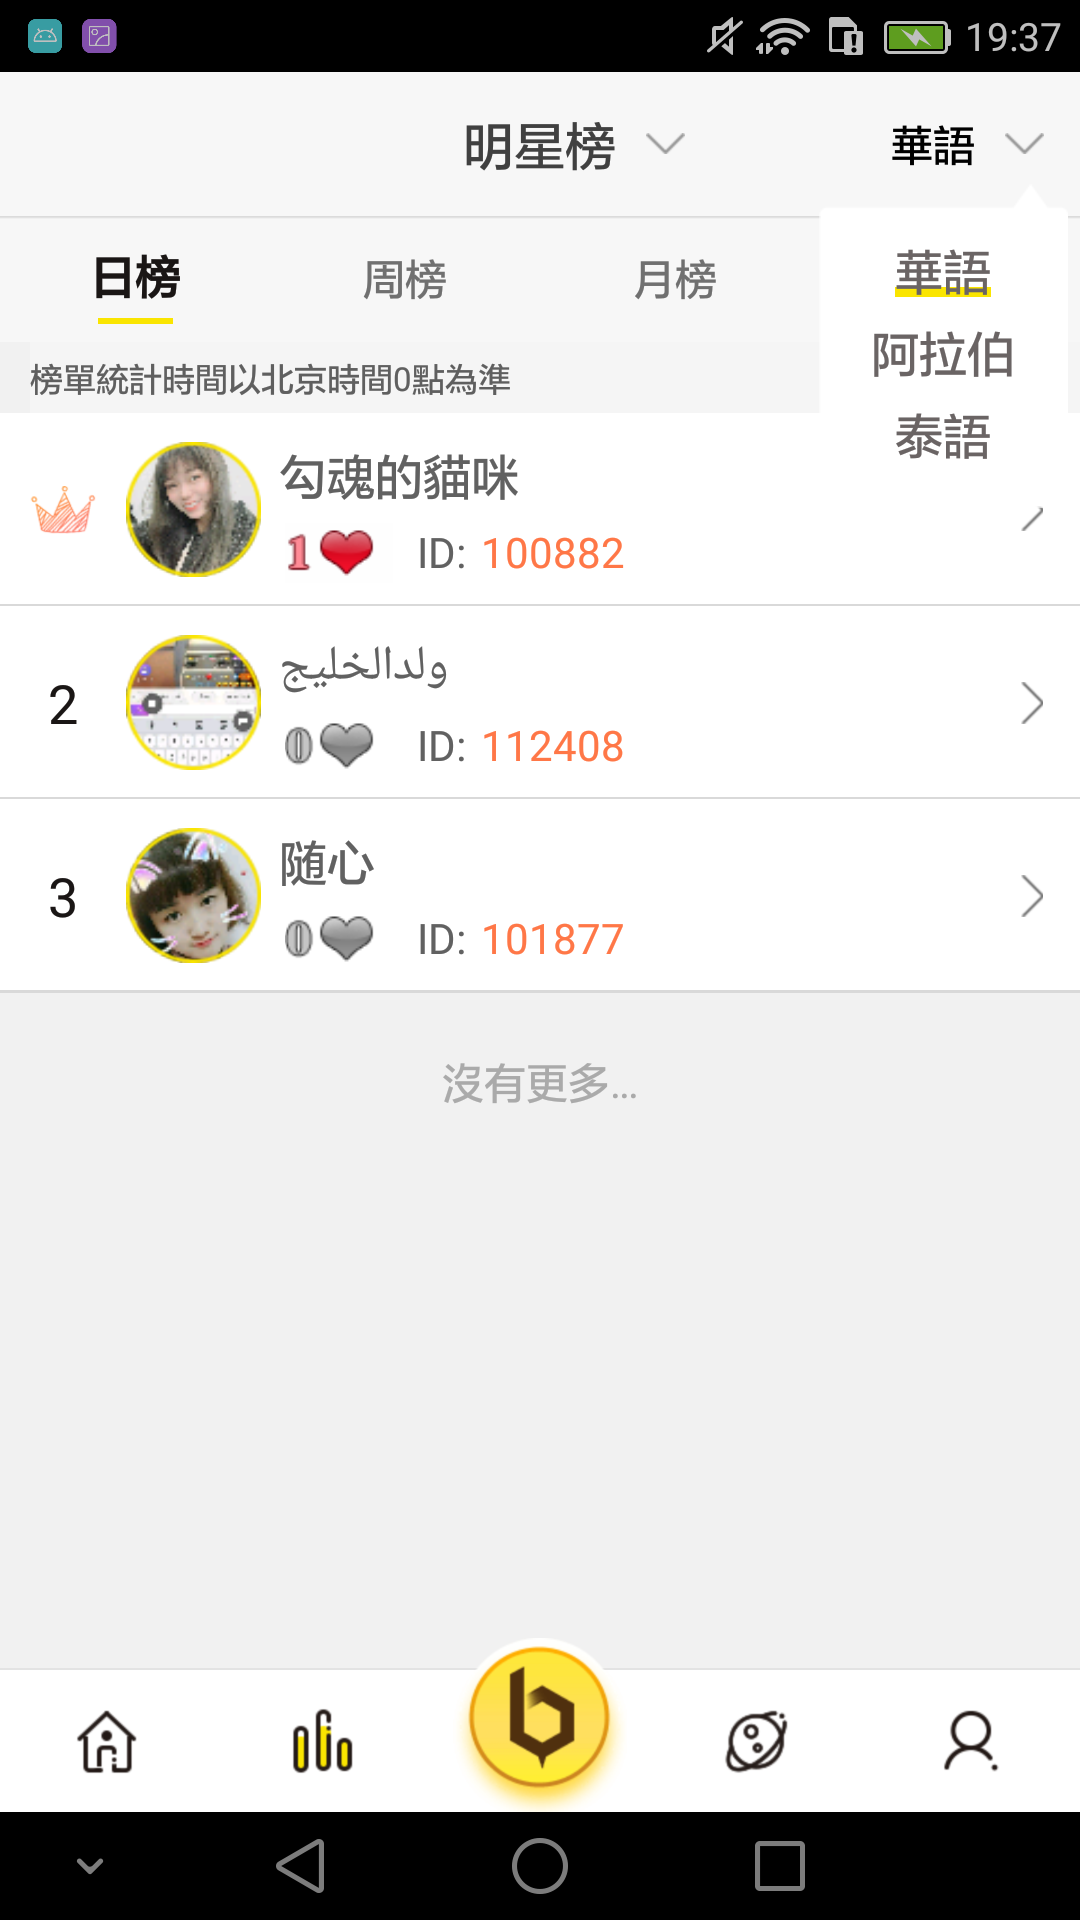 19:37
明星榜
華語
日榜
周榜
月榜
華語
阿拉伯
泰語
榜單統計時間以北京時間0點為準
勾魂的貓咪
1 ID: 100882
2
ولدالخليج
0 ID: 112408
3
随心
0 ID: 101877
沒有更多...